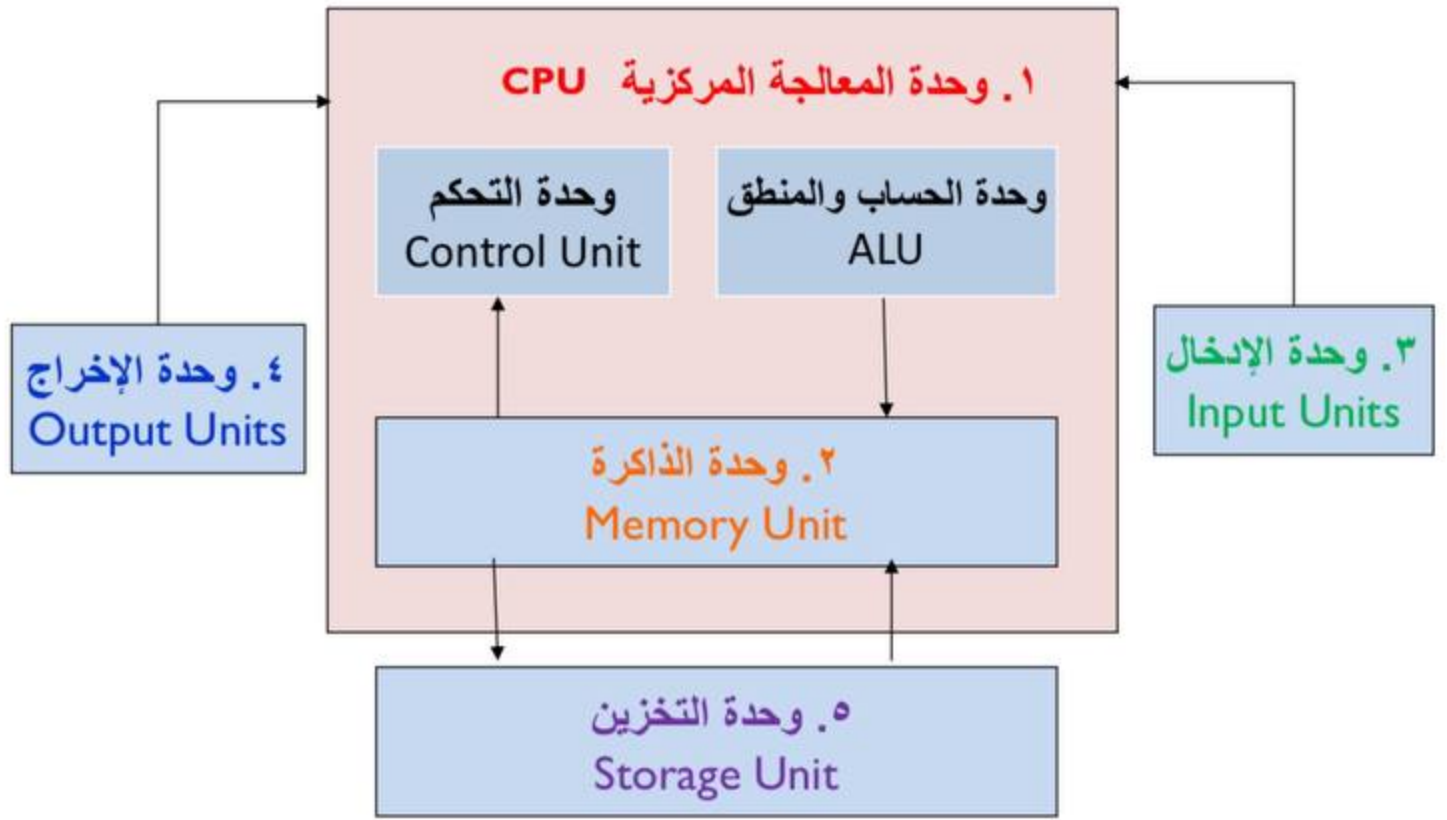 ١. وحدة المعالجة المركزية CPU
وحدة الحساب والمنطق
ALU
وحدة التحكم
Control Unit
٣. وحدة الإدخال
Input Units
٤. وحدة الإخراج
Output Units
٢. وحدة الذاكرة
Memory Unit
٥. وحدة التخزين
Storage Unit